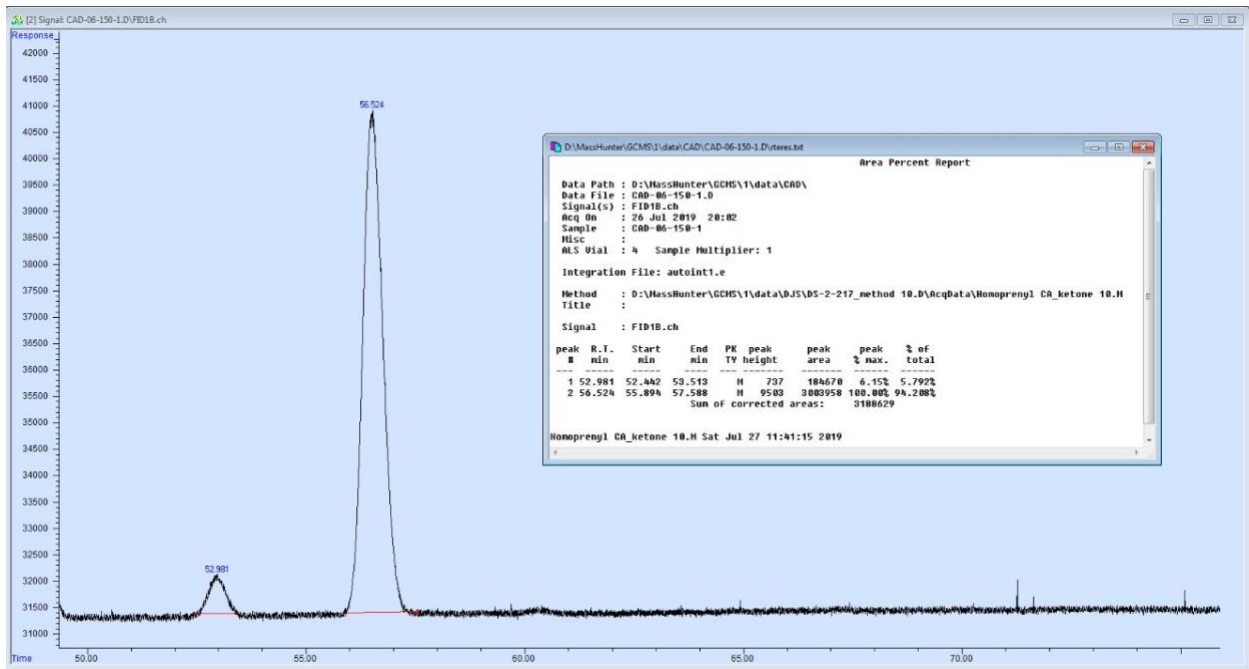 [2] Signal: CAD-06-150-1.D\FID1B.ch
Response_
42000
41500
41000
40500
40000
39500
39000
38500
38000
37500
37000
36500
36000
35500
35000
34500
34000
33500
33000
32500
32000
31500
31000
56.524
52.981
Time
50.00 55.00 60.00 65.00 70.00
D:\MassHunter\GCMS\1\data\CAD\CAD-06-150-1.D\rteres.txt
Area Percent Report
Data Path : D:\MassHunter\GCMS\1\data\CAD\
Data File : CAD-06-150-1.D
Signal(s) : FID1B.ch
Acq On : 26 Jul 2019 20:02
Sample : CAD-06-150-1
Misc :
ALS Vial : 4 Sample Multiplier: 1
Integration File: autoint1.e
Method : D:\MassHunter\GCMS\1\data\DJS\DS-2-217_method 10.D\AcqData\Homoprenyl CA_ketone 10.M
Title :
Signal : FID1B.ch
peak R.T. Start End PK peak peak peak % of
# min min min TY height area % max. total
--- ----- ----- ----- --- ------- ------- ------ ------
1 52.981 52.442 53.513 M 737 184670 6.15% 5.792%
2 56.524 55.894 57.588 M 9503 3003958 100.00% 94.208%
Sum of corrected areas: 3188629
Homoprenyl CA_ketone 10.M Sat Jul 27 11:41:15 2019